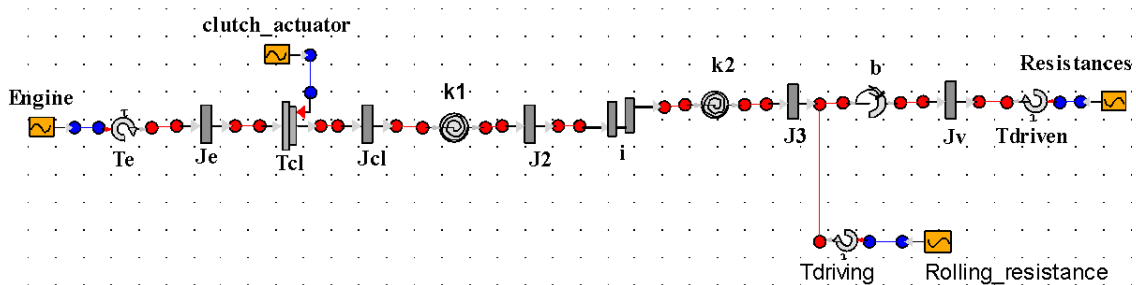 clutch_actuator
Engine
k1
k2
b
Resistances
Te
Je
Tcl
Jcl
J2
i
J3
Jv
Tdriven
Tdriving
Rolling_resistance